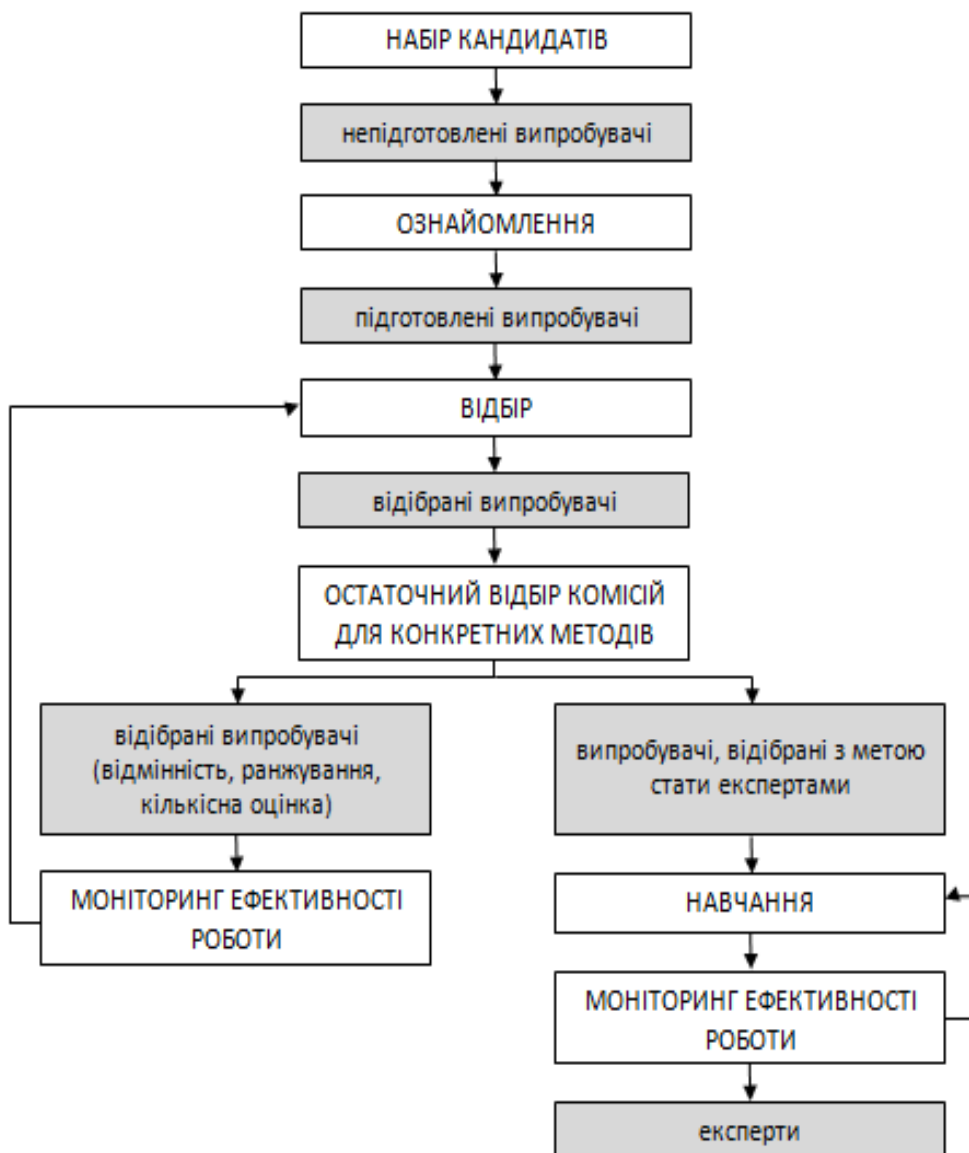 НАБІР КАНДИДАТІВ
непідготовлені випробувачі
ОЗНАЙОМЛЕННЯ
підготовлені випробувачі
ВІДБІР
відібрані випробувачі
ОСТАТОЧНИЙ ВІДБІР КОМІСІЙ
ДЛЯ КОНКРЕТНИХ МЕТОДІВ
відібрані випробувачі
(відмінність, ранжування,
кількісна оцінка)
випробувачі, відібрані з метою
стати експертами
МОНІТОРИНГ ЕФЕКТИВНОСТІ
РОБОТИ
НАВЧАННЯ
МОНІТОРИНГ ЕФЕКТИВНОСТІ
РОБОТИ
експерти